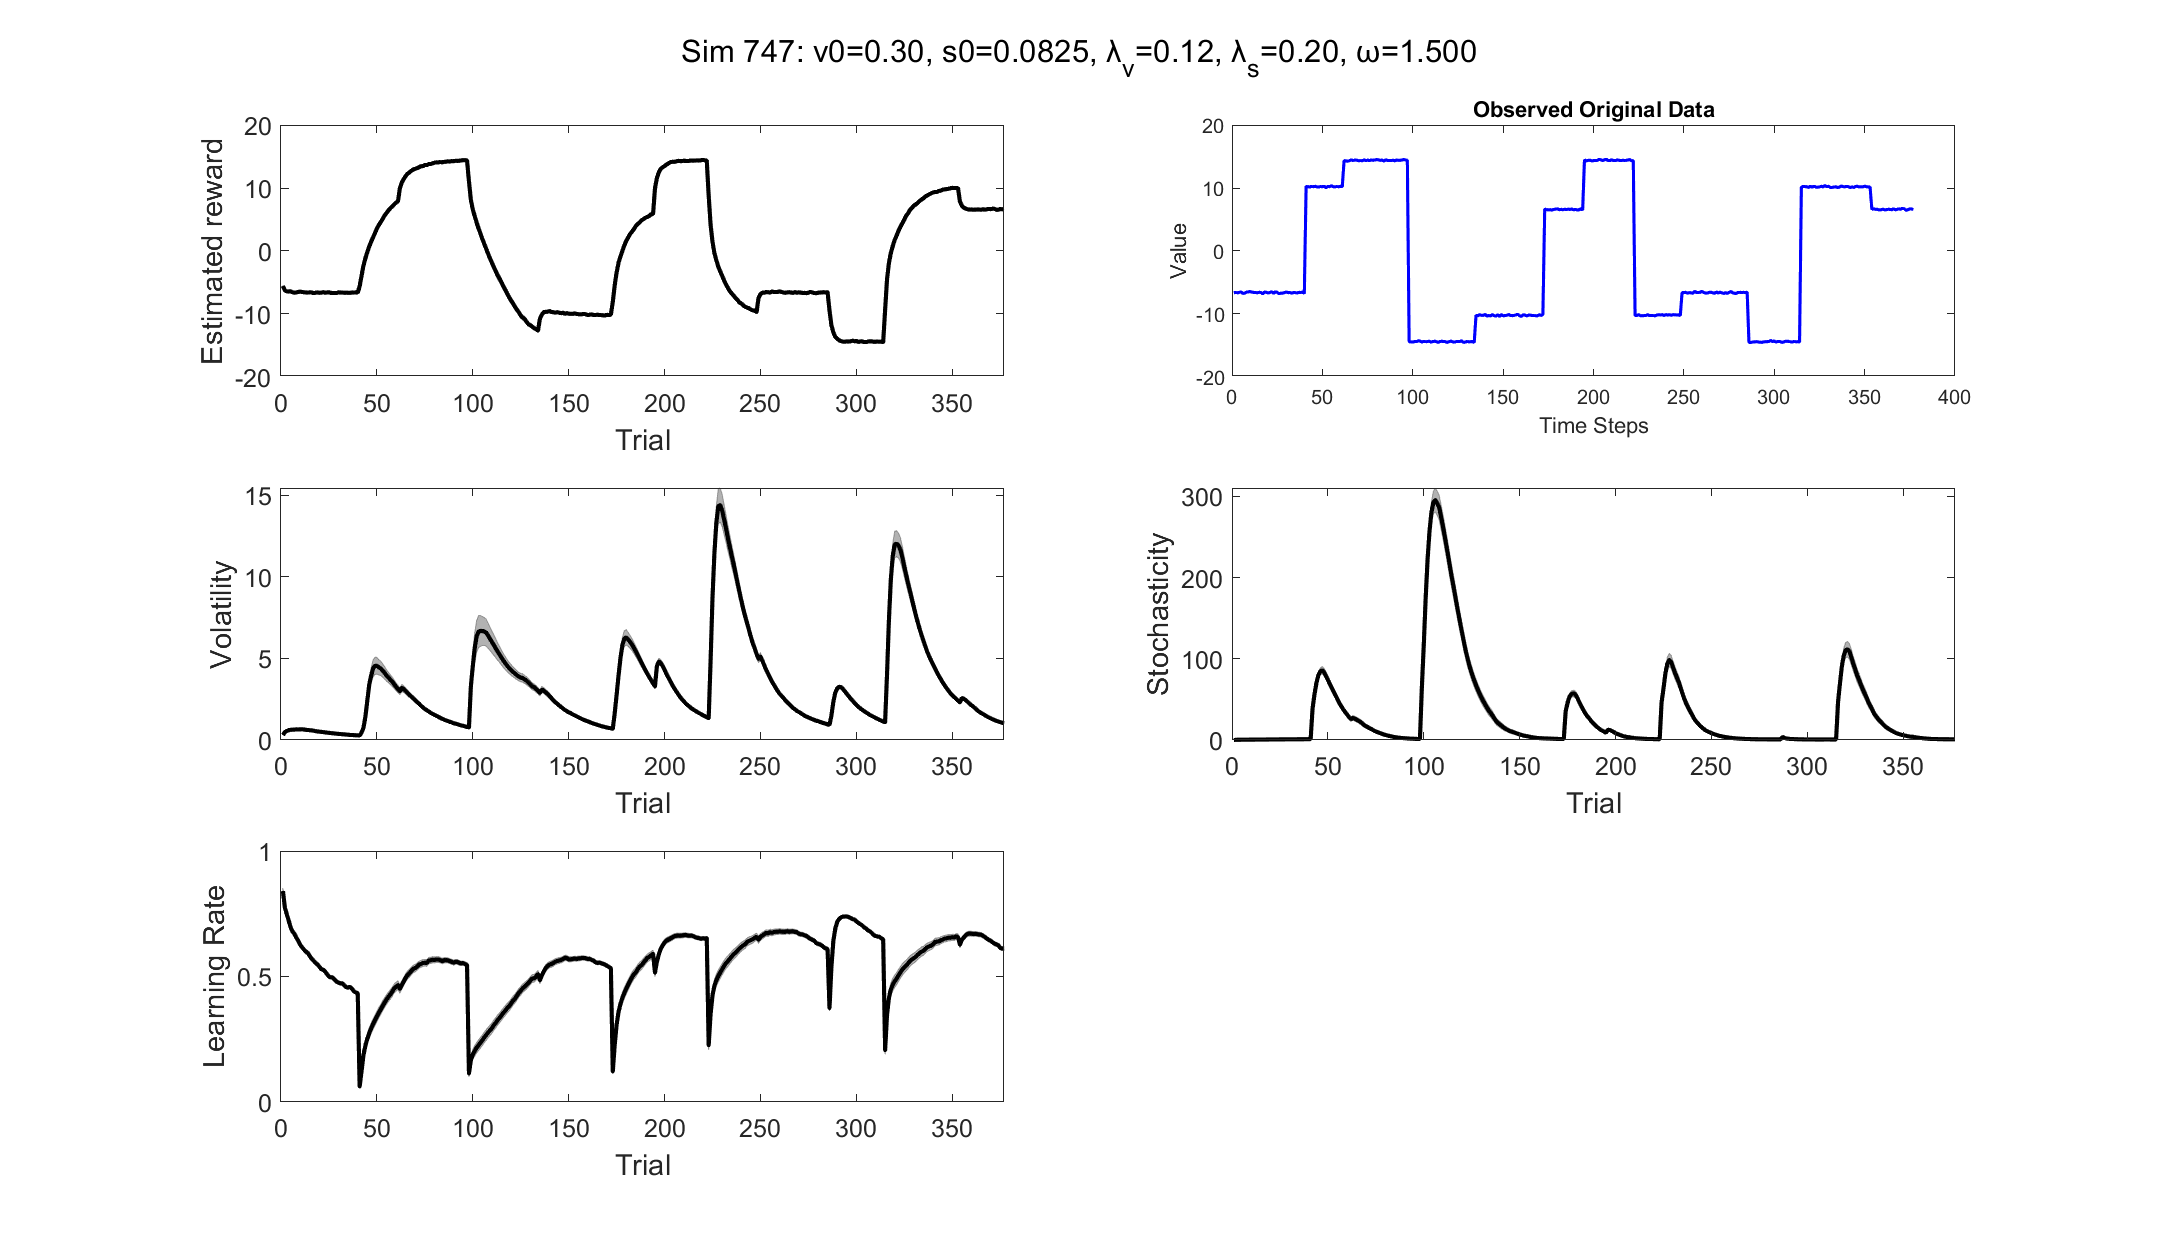 Sim 747: v0=0.30, s0=0.0825, λv=0.12, λs=0.20, ω=1.500
20
10
0
-10
-20
Estimated reward
0 50 100 150 200 250 300 350
Trial
Observed Original Data
20
10
0
-10
-20
Value
0 50 100 150 200 250 300 350 400
Time Steps
15
10
5
0
Volatility
0 50 100 150 200 250 300 350
Trial
300
200
100
0
Stochasticity
0 50 100 150 200 250 300 350
Trial
1
0.5
0
Learning Rate
0 50 100 150 200 250 300 350
Trial